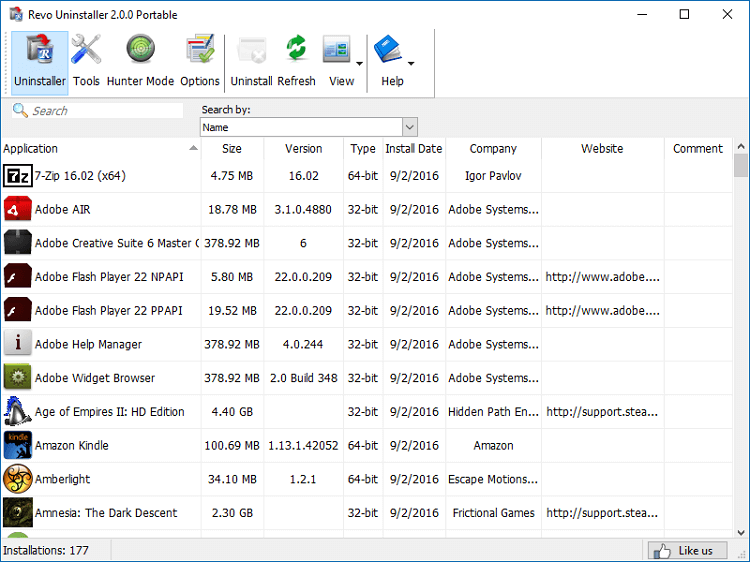 Revo Uninstaller 2.0.0 Portable
Uninstaller Tools Hunter Mode Options Uninstall Refresh View Help
Search
Search by:
Name
Application Size Version Type Install Date Company Website Comment
7z 7-Zip 16.02 (x64) 4.75 MB 16.02 64-bit 9/2/2016 Igor Pavlov
Adobe AIR 18.78 MB 3.1.0.4880 32-bit 9/2/2016 Adobe Systems...
Adobe Creative Suite 6 Master C 378.92 MB 6 32-bit 9/2/2016 Adobe Systems...
Adobe Flash Player 22 NPAPI 5.80 MB 22.0.0.209 32-bit 9/2/2016 Adobe Systems... http://www.adobe....
Adobe Flash Player 22 PPAPI 19.52 MB 22.0.0.209 32-bit 9/2/2016 Adobe Systems... http://www.adobe....
Adobe Help Manager 378.92 MB 4.0.244 32-bit 9/2/2016 Adobe Systems...
Adobe Widget Browser 378.92 MB 2.0 Build 348 32-bit 9/2/2016 Adobe Systems...
Age of Empires II: HD Edition 4.40 GB 32-bit 9/2/2016 Hidden Path En... http://support.stea...
kindle Amazon Kindle 100.69 MB 1.13.1.42052 64-bit 9/2/2016 Amazon
Amberlight 34.10 MB 1.2.1 64-bit 9/2/2016 Escape Motions...
Amnesia: The Dark Descent 2.30 GB 32-bit 9/2/2016 Frictional Games http://support.stea...
Installations: 177
Like us